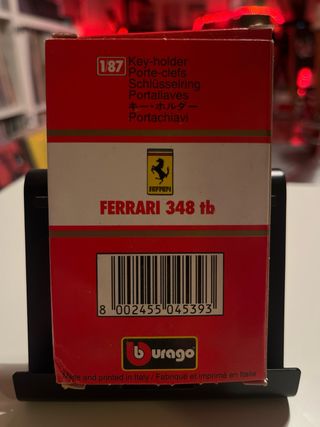 1/87 Key-holder
Porte-clefs
Schlüsselring
Portallaves
キー・ホルダー
Portachiavi
FERRARI
FERRARI 348 tb
8 002455 045393
burago
Made and printed in Italy / Fabriqué et imprimé en Italie